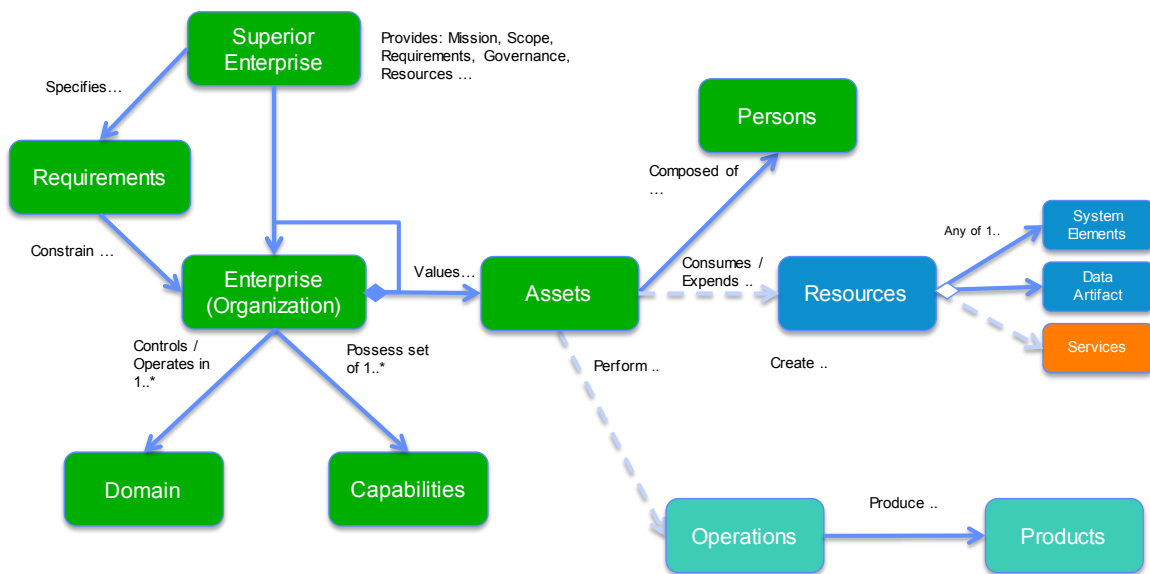 Superior
Enterprise
Provides: Mission, Scope,
Requirements, Governance,
Resources …
Specifies…
Persons
Requirements
Composed of
…
System
Elements
Any of 1..
Constrain …
Enterprise
(Organization)
Values…
Assets
Consumes /
Expends ..
Resources
Data
Artifact
Controls /
Operates in
1..*
Possess set
of 1..*
Perform ..
Create ..
Services
Domain
Capabilities
Operations
Produce ..
Products